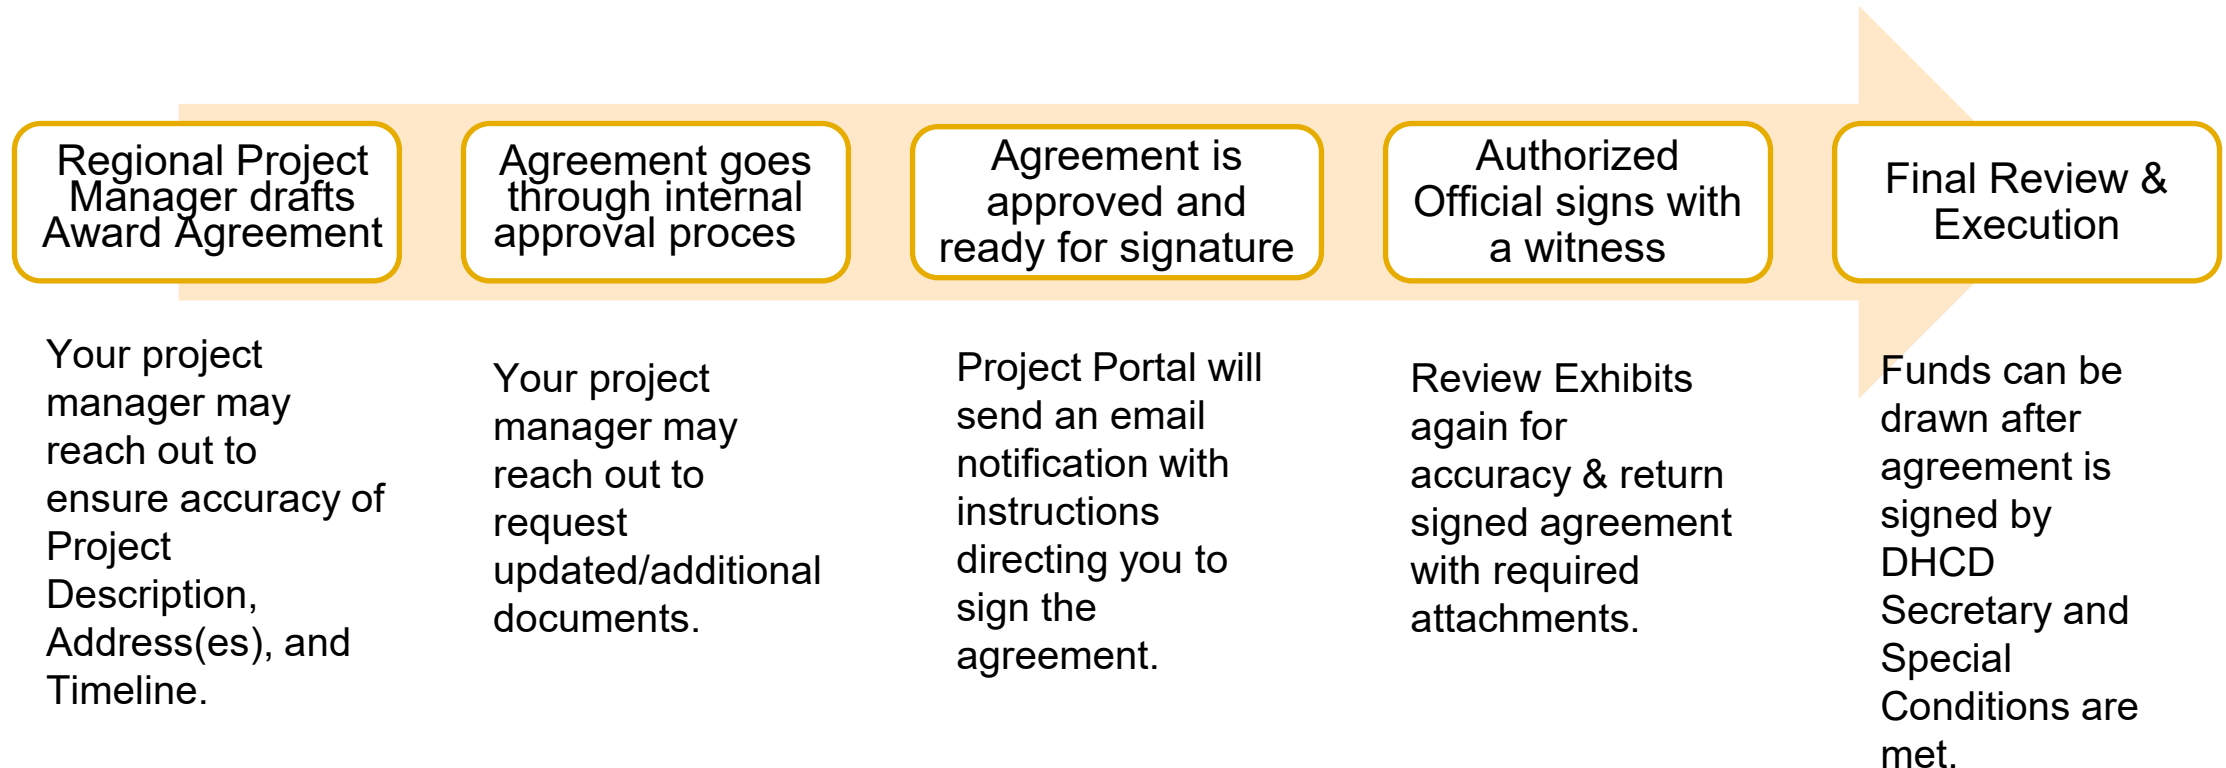 Regional Project
Manager drafts
Award Agreement
Agreement goes
through internal
approval proces
Agreement is
approved and
ready for signature
Authorized
Official signs with
a witness
Final Review &
Execution
Your project
manager may
reach out to
ensure accuracy of
Project
Description,
Address(es), and
Timeline.
Your project
manager may
reach out to
request
updated/additional
documents.
Project Portal will
send an email
notification with
instructions
directing you to
sign the
agreement.
Review Exhibits
again for
accuracy & return
signed agreement
with required
attachments.
Funds can be
drawn after
agreement is
signed by
DHCD
Secretary and
Special
Conditions are
met.